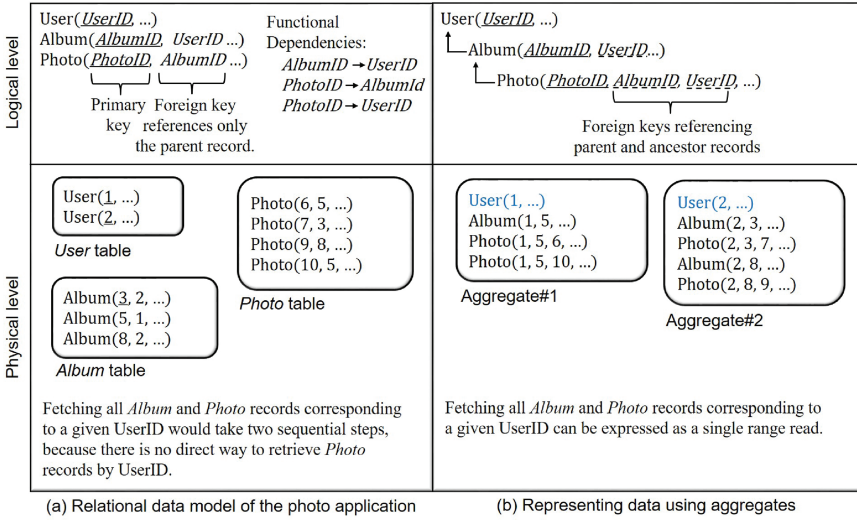 Logical level
User(UserID, ...)
Album(AlbumID, UserID ...)
Photo(PhotoID, AlbumID ...)
Primary
key
Foreign key
references only
the parent record.
Functional
Dependencies:
AlbumID → UserID
PhotoID → AlbumId
PhotoID → UserID
User(UserID, ...)
Album(AlbumID, UserID...)
Photo(PhotoID, AlbumID, UserID, ...)
Foreign keys referencing
parent and ancestor records
Physical level
User(1, ...)
User(2, ...)
User table
Album(3, 2, ...)
Album(5, 1, ...)
Album(8, 2, ...)
Album table
Photo(6, 5, ...)
Photo(7, 3, ...)
Photo(9, 8, ...)
Photo(10, 5, ...)
Photo table
Fetching all Album and Photo records corresponding
to a given UserID would take two sequential steps,
because there is no direct way to retrieve Photo
records by UserID.
User(1, ...)
Album(1, 5, ...)
Photo(1, 5, 6, ...)
Photo(1, 5, 10, ...)
Aggregate#1
User(2, ...)
Album(2, 3, ...)
Photo(2, 3, 7, ...)
Album(2, 8, ...)
Photo(2, 8, 9, ...)
Aggregate#2
Fetching all Album and Photo records corresponding to
a given UserID can be expressed as a single range read.
(a) Relational data model of the photo application
(b) Representing data using aggregates